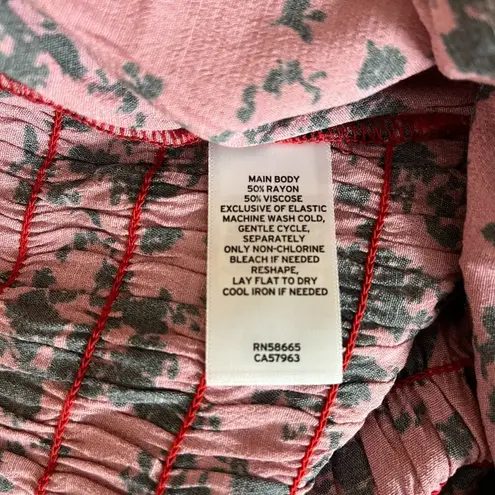 MAIN BODY
50% RAYON
50% VISCOSE
EXCLUSIVE OF ELASTIC
MACHINE WASH COLD,
GENTLE CYCLE,
SEPARATELY
ONLY NON-CHLORINE
BLEACH IF NEEDED
RESHAPE,
LAY FLAT TO DRY
COOL IRON IF NEEDED
RN58665
CA57963